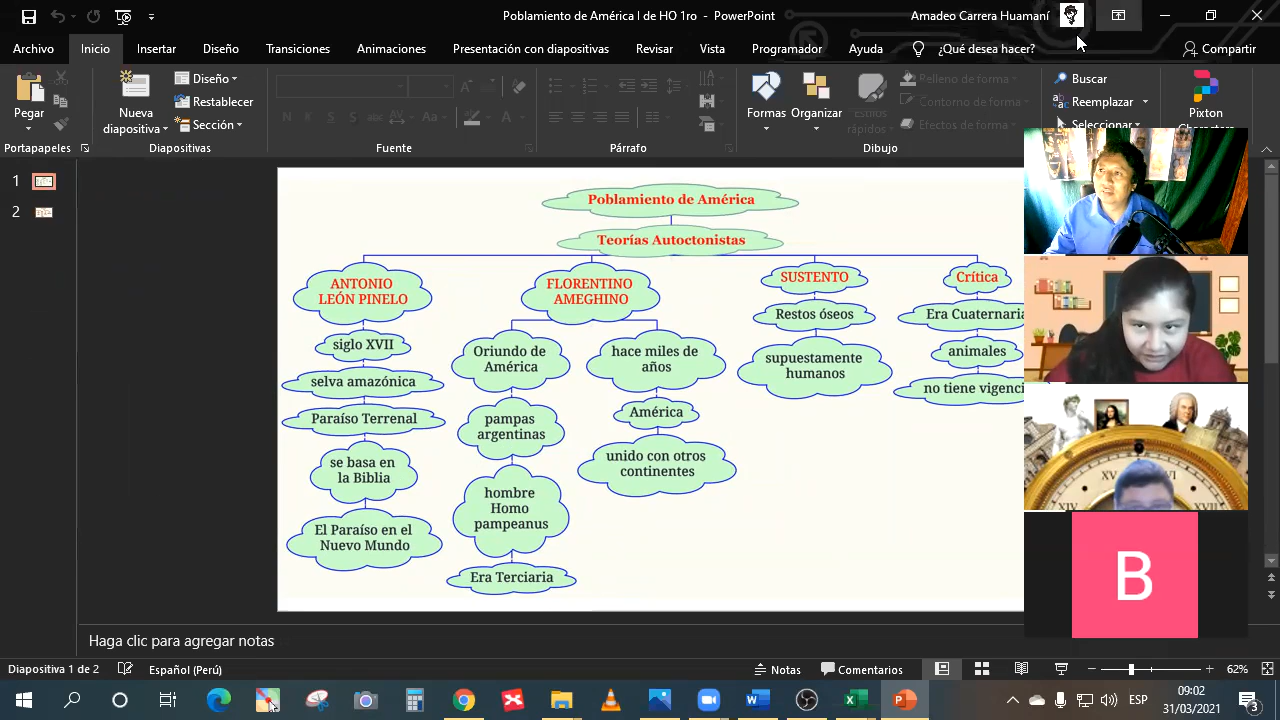 Poblamiento de América I de HO 1ro - PowerPoint
Amadeo Carrera Huamaní
Archivo
Inicio
Insertar
Diseño
Transiciones
Animaciones
Presentación con diapositivas
Revisar
Vista
Programador
Ayuda
¿Qué desea hacer?
Compartir
Pegar
Nueva
diapositiva
Diseño
Restablecer
Sección
Formas
Organizar
Estilos
rápidos
Relleno de forma
Contorno de forma
Efectos de forma
Buscar
Reemplazar
Seleccionar
Pixton
Portapapeles
Diapositivas
Fuente
Párrafo
Dibujo
1
2
Poblamiento de América
Teorías Autoctonistas
ANTONIO
LEÓN PINELO
siglo XVII
selva amazónica
Paraíso Terrenal
se basa en
la Biblia
El Paraíso en el
Nuevo Mundo
FLORENTINO
AMEGHINO
Oriundo de
América
pampas
argentinas
hombre
Homo
pampeanus
Era Terciaria
hace miles de
años
América
unido con otros
continentes
SUSTENTO
Restos óseos
supuestamente
humanos
Crítica
Era Cuaternaria
animales
no tiene vigenci
XV
VI
XIV
XVII
B
Haga clic para agregar notas
Diapositiva 1 de 2
Español (Perú)
Notas
Comentarios
62%
ESP
09:02
31/03/2021
3